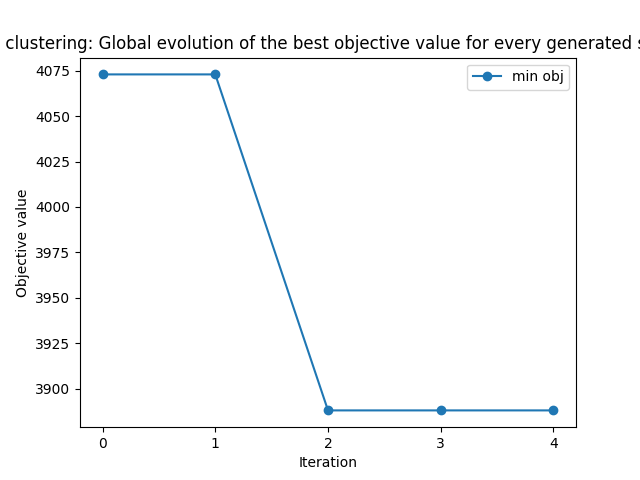 clustering: Global evolution of the best objective value for every generated
min obj
Objective value
4075
4050
4025
4000
3975
3950
3925
3900
0 1 2 3 4
Iteration